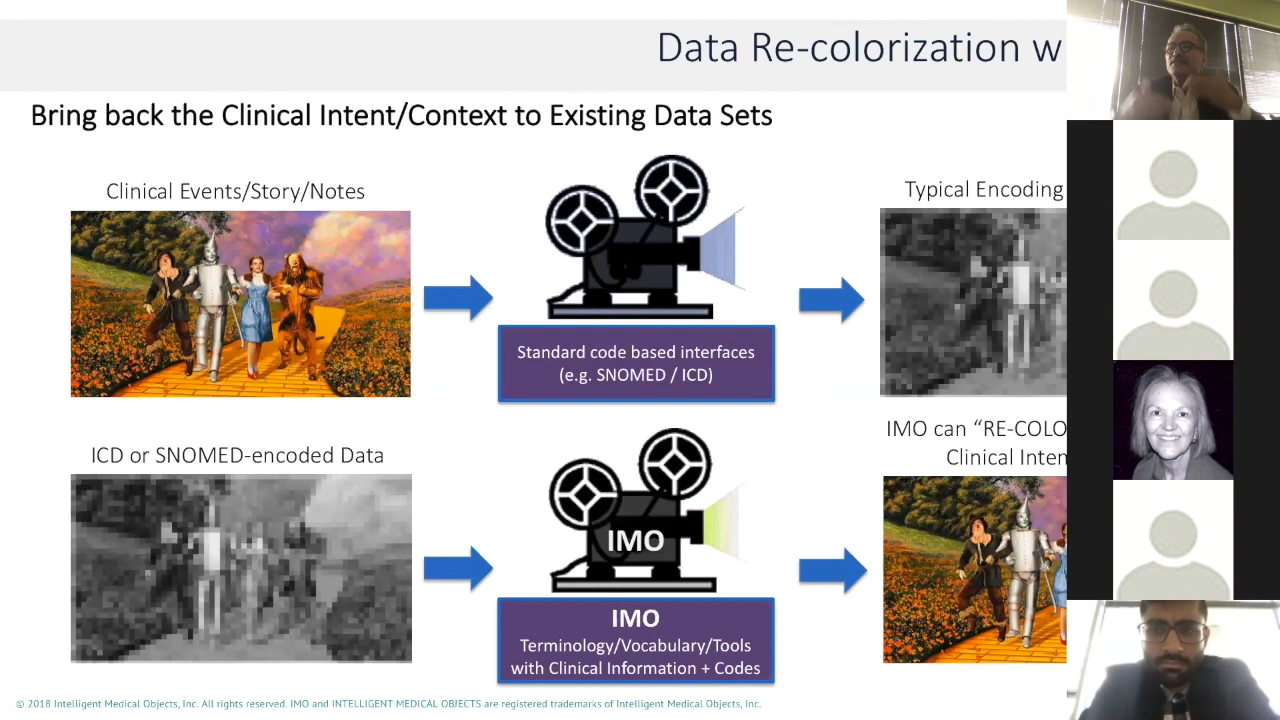 Data Re-colorization w
Bring back the Clinical Intent/Context to Existing Data Sets
Clinical Events/Story/Notes
Typical Encoding
Standard code based interfaces
(e.g. SNOMED / ICD)
ICD or SNOMED-encoded Data
IMO can “RE-COLO
Clinical Inten
IMO
IMO
Terminology/Vocabulary/Tools
with Clinical Information + Codes
© 2018 Intelligent Medical Objects, Inc. All rights reserved. IMO and INTELLIGENT MEDICAL OBJECTS are registered trademarks of Intelligent Medical Objects, Inc.